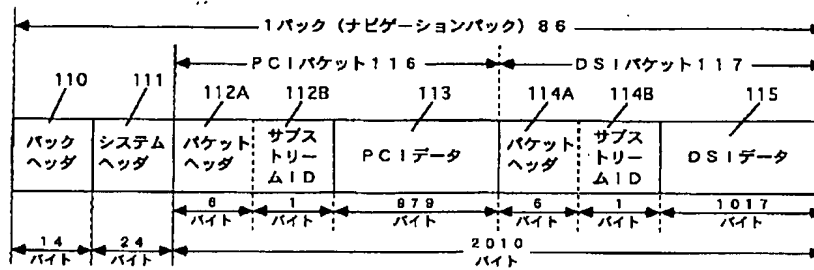 1パック（ナビゲーションパック）86
PCIパケット116
DSIパケット117
110
111
112A
112B
113
114A
114B
115
パック
ヘッダ
システム
ヘッダ
パケット
ヘッダ
サブス
トリー
ムID
PCIデータ
パケット
ヘッダ
サブス
トリー
ムID
DSIデータ
6
バイト
1
バイト
979
バイト
6
バイト
1
バイト
1017
バイト
14
バイト
24
バイト
2010
バイト